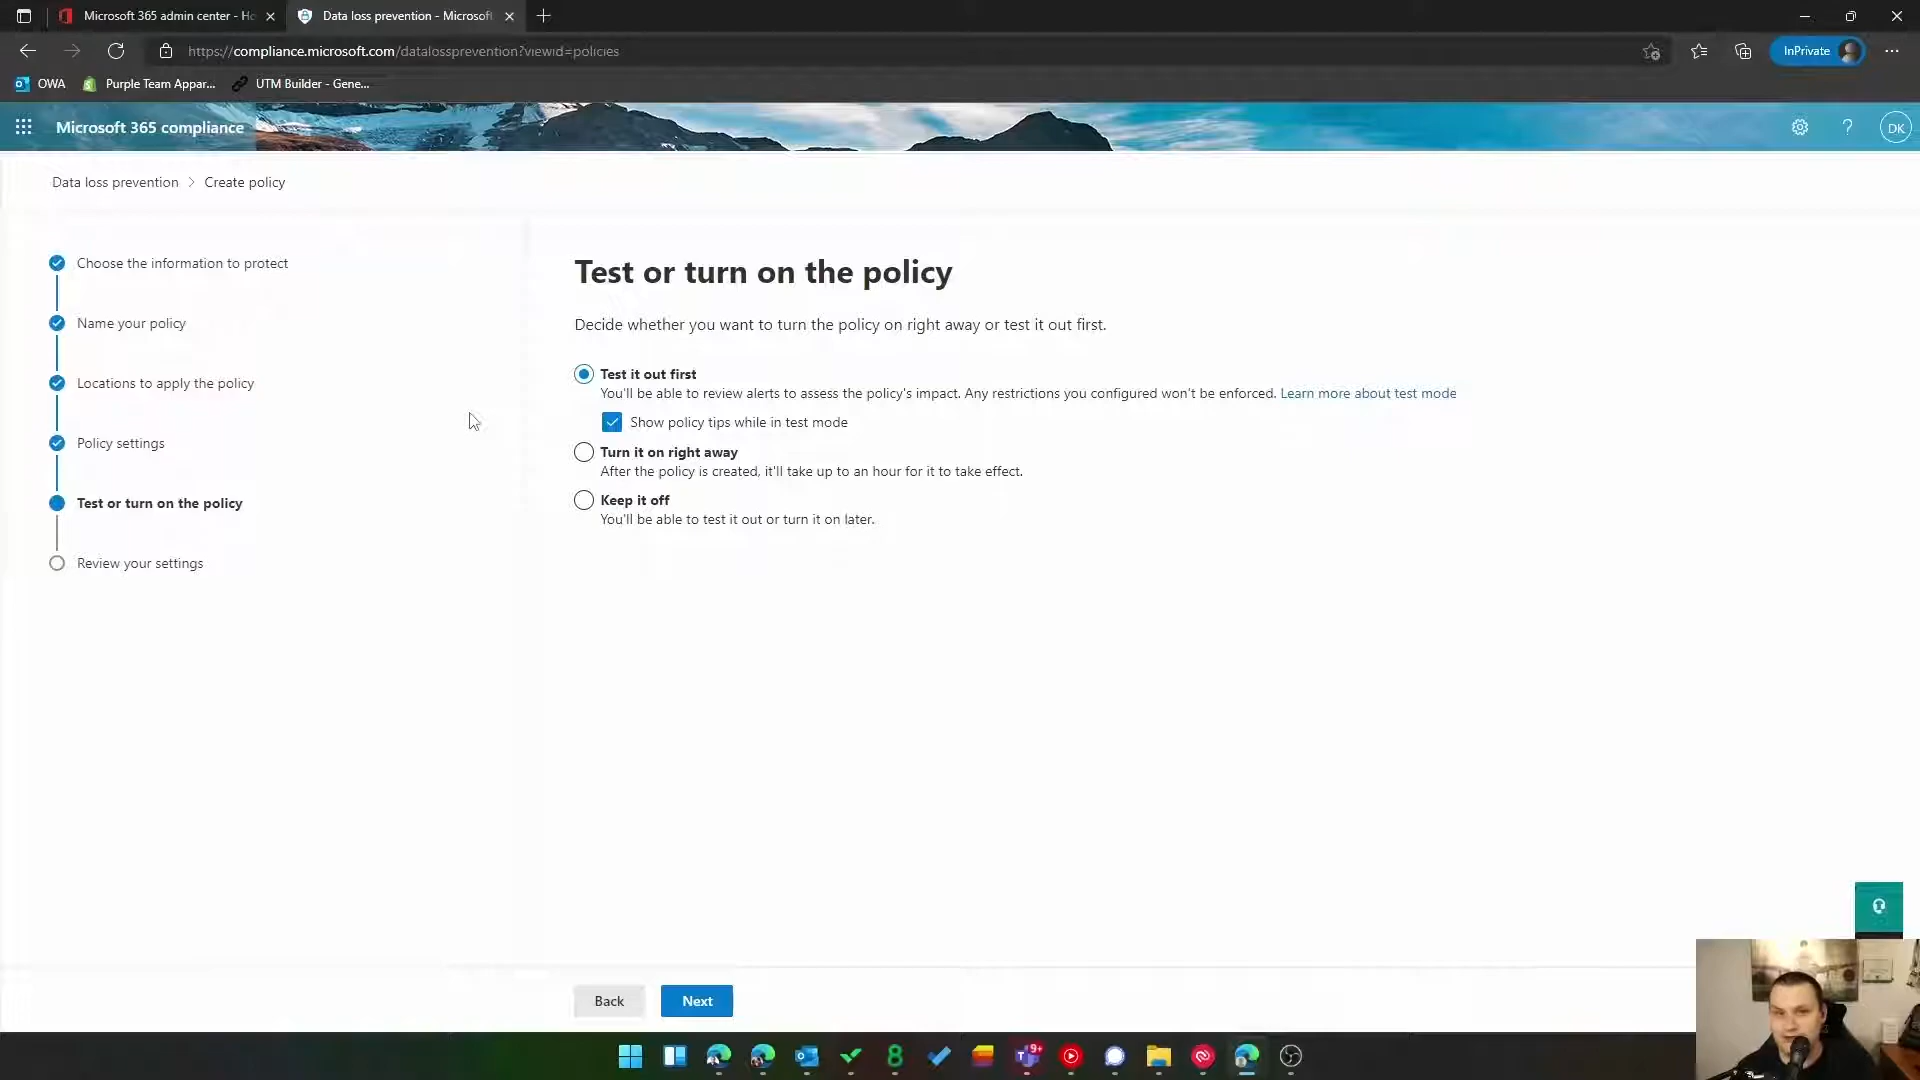 Microsoft 365 admin center - Ho
Data loss prevention - Microsoft
https://compliance.microsoft.com/datalossprevention?viewid=policies
InPrivate
OWA
Purple Team Appar...
UTM Builder - Gene...
Microsoft 365 compliance
?
DK
Data loss prevention > Create policy
Choose the information to protect
Name your policy
Locations to apply the policy
Policy settings
Test or turn on the policy
Review your settings
Test or turn on the policy
Decide whether you want to turn the policy on right away or test it out first.
Test it out first
You'll be able to review alerts to assess the policy's impact. Any restrictions you configured won't be enforced. Learn more about test mode
Show policy tips while in test mode
Turn it on right away
After the policy is created, it'll take up to an hour for it to take effect.
Keep it off
You'll be able to test it out or turn it on later.
Back
Next
9+